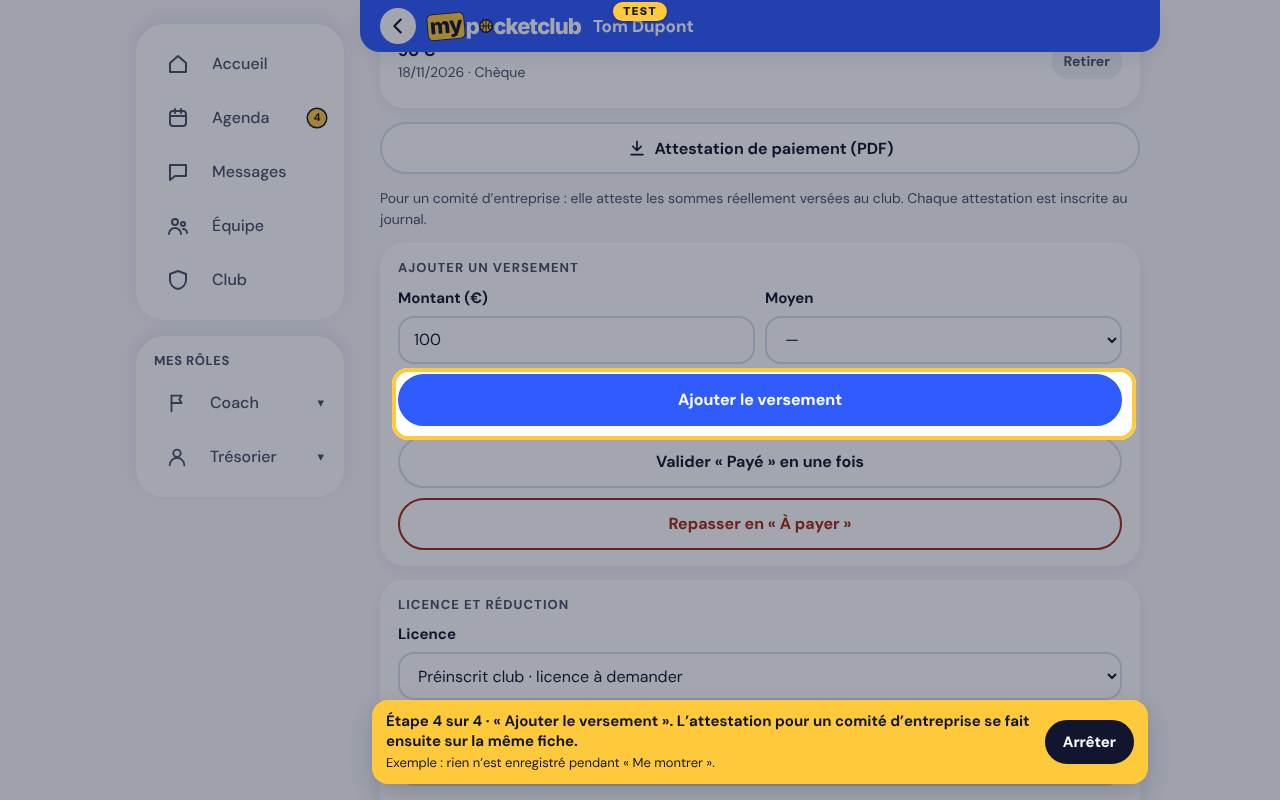 TEST
mypocketclub Tom Dupont
Accueil
Agenda 4
Messages
Équipe
Club
MES RÔLES
Coach
Trésorier
18/11/2026 · Chèque
Retirer
Attestation de paiement (PDF)
Pour un comité d’entreprise : elle atteste les sommes réellement versées au club. Chaque attestation est inscrite au
journal.
AJOUTER UN VERSEMENT
Montant (€)
Moyen
100
—
Ajouter le versement
Valider « Payé » en une fois
Repasser en « À payer »
LICENCE ET RÉDUCTION
Licence
Préinscrit club · licence à demander
Étape 4 sur 4 · « Ajouter le versement ». L’attestation pour un comité d’entreprise se fait
ensuite sur la même fiche.
Exemple : rien n’est enregistré pendant « Me montrer ».
Arrêter